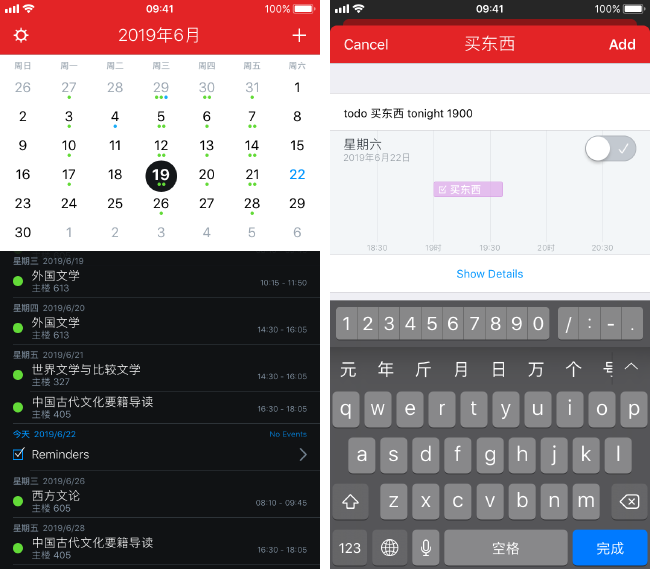 09:41
100%
2019年6月
周日 周一 周二 周三 周四 周五 周六
26 27 28 29 30 31 1
2 3 4 5 6 7 8
9 10 11 12 13 14 15
16 17 18 19 20 21 22
23 24 25 26 27 28 29
30 1 2 3 4 5 6
星期三 2019/6/19
外国文学
主楼 613
10:15 - 11:50
星期四 2019/6/20
外国文学
主楼 613
14:30 - 16:05
星期五 2019/6/21
世界文学与比较文学
主楼 327
14:30 - 16:05
中国古代文化要籍导读
主楼 405
16:30 - 18:05
今天 2019/6/22
No Events
Reminders
星期三 2019/6/26
西方文论
主楼 605
08:10 - 09:45
星期五 2019/6/28
中国古代文化要籍导读
主楼 405
16:30 - 18:05
09:41
100%
Cancel
买东西
Add
todo 买东西 tonight 1900
星期六
2019年6月22日
买东西
18:30 19时 19:30 20时 20:30
Show Details
1 2 3 4 5 6 7 8 9 0 / : - .
元 年 斤 月 日 万 个
q w e r t y u i o p
a s d f g h j k l
z x c v b n m
123
空格
完成